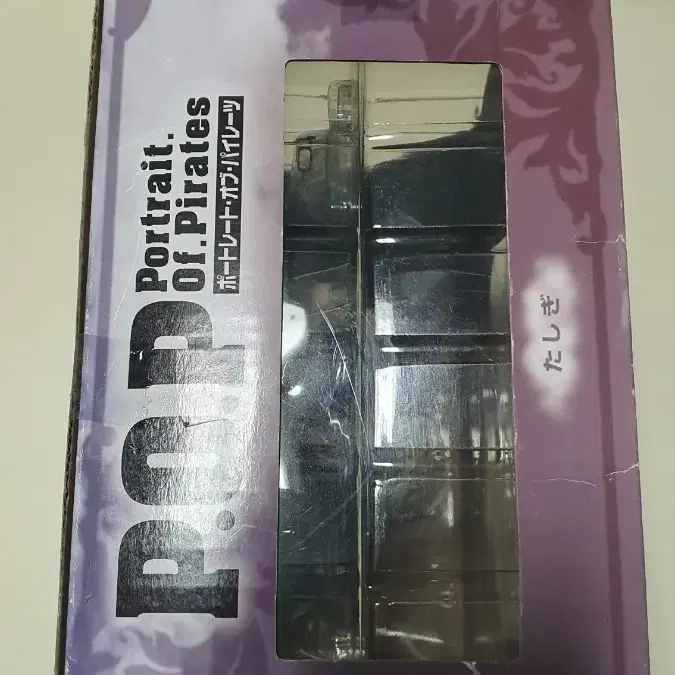 P.O.P
Portrait.
Of.Pirates
ポートレート・オブ・パイレーツ
たしぎ